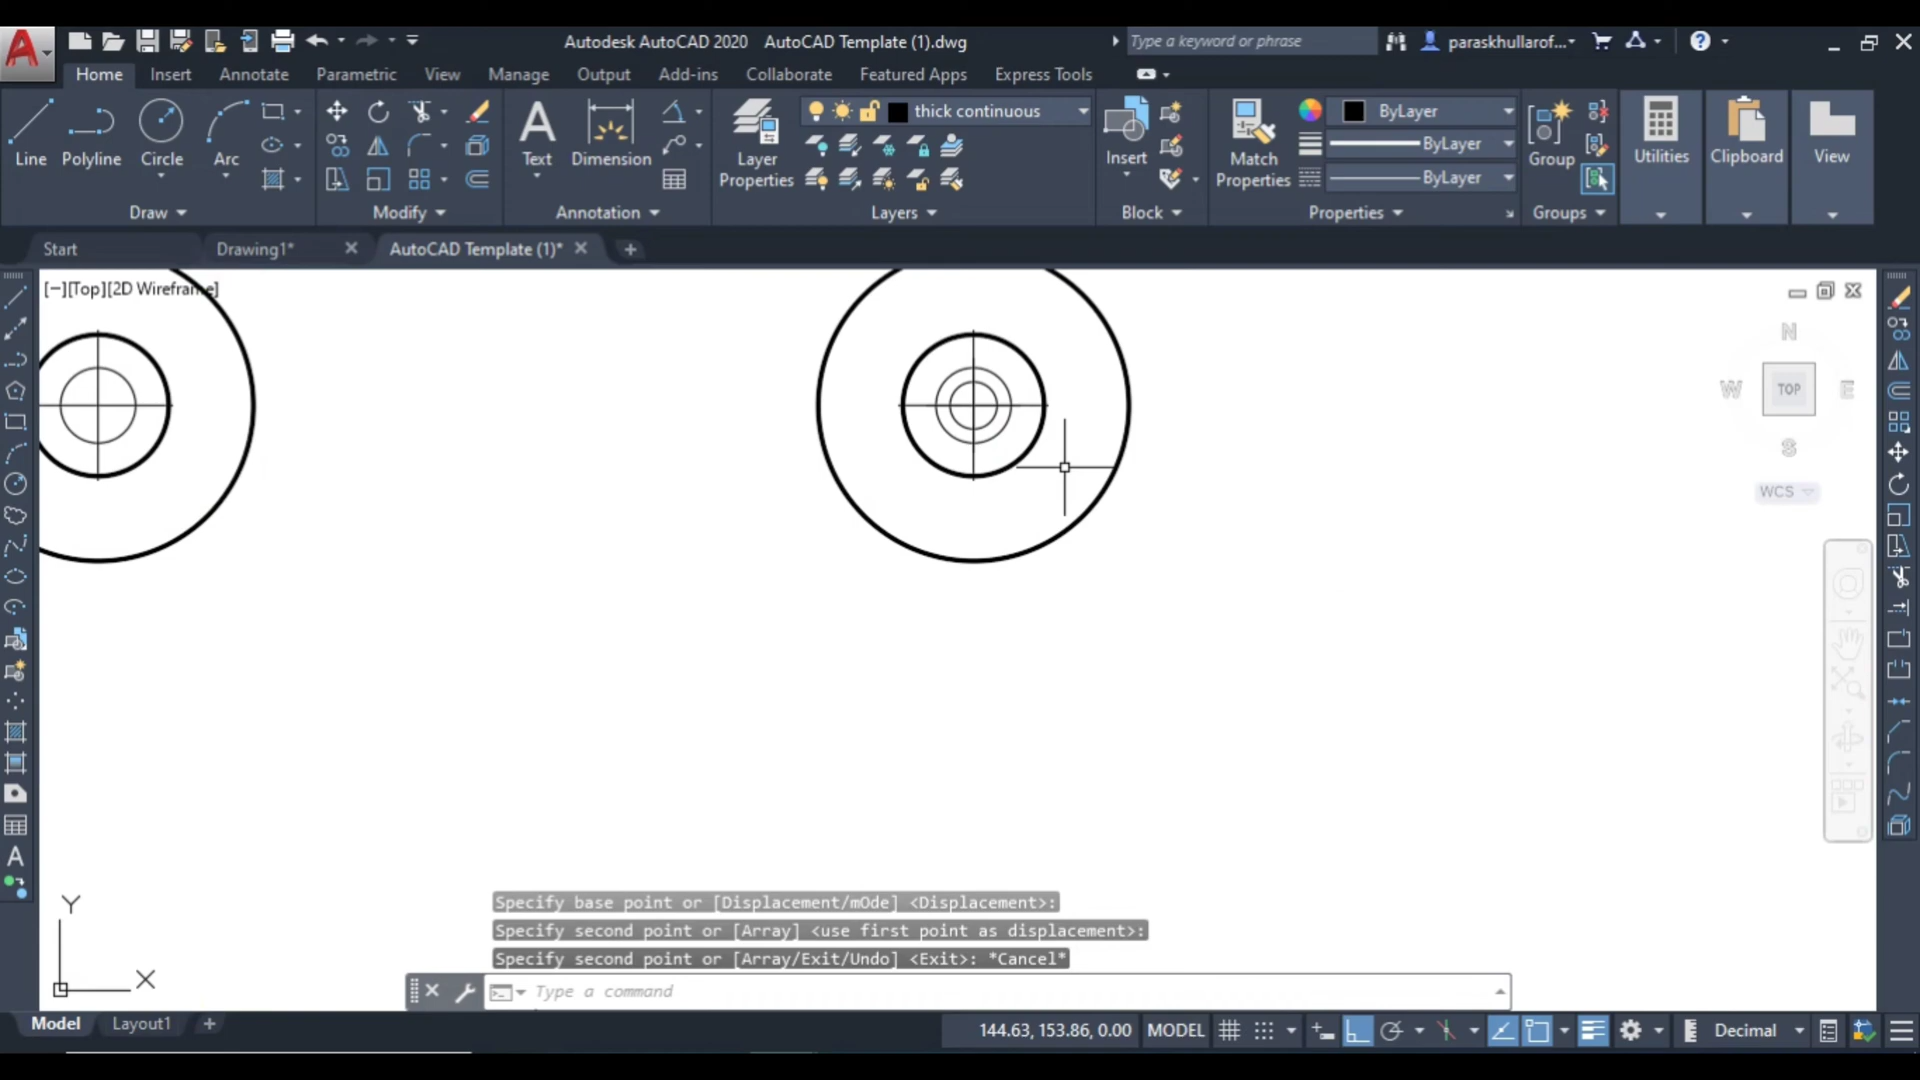 Autodesk AutoCAD 2020 AutoCAD Template (1).dwg
Type a keyword or phrase
paraskhullarof...
Home Insert Annotate Parametric View Manage Output Add-ins Collaborate Featured Apps Express Tools
Line Polyline Circle Arc
Text Dimension
Layer Properties
thick continuous
Insert
Match Properties
ByLayer
ByLayer
ByLayer
Group
Utilities Clipboard View
Draw Modify Annotation Layers Block Properties Groups
Start Drawing1* AutoCAD Template (1)*
[−][Top][2D Wireframe]
N
W TOP E
S
WCS
Specify base point or [Displacement/mOde] <Displacement>:
Specify second point or [Array] <use first point as displacement>:
Specify second point or [Array/Exit/Undo] <Exit>: *Cancel*
Type a command
Y
X
Model Layout1
144.63, 153.86, 0.00 MODEL Decimal